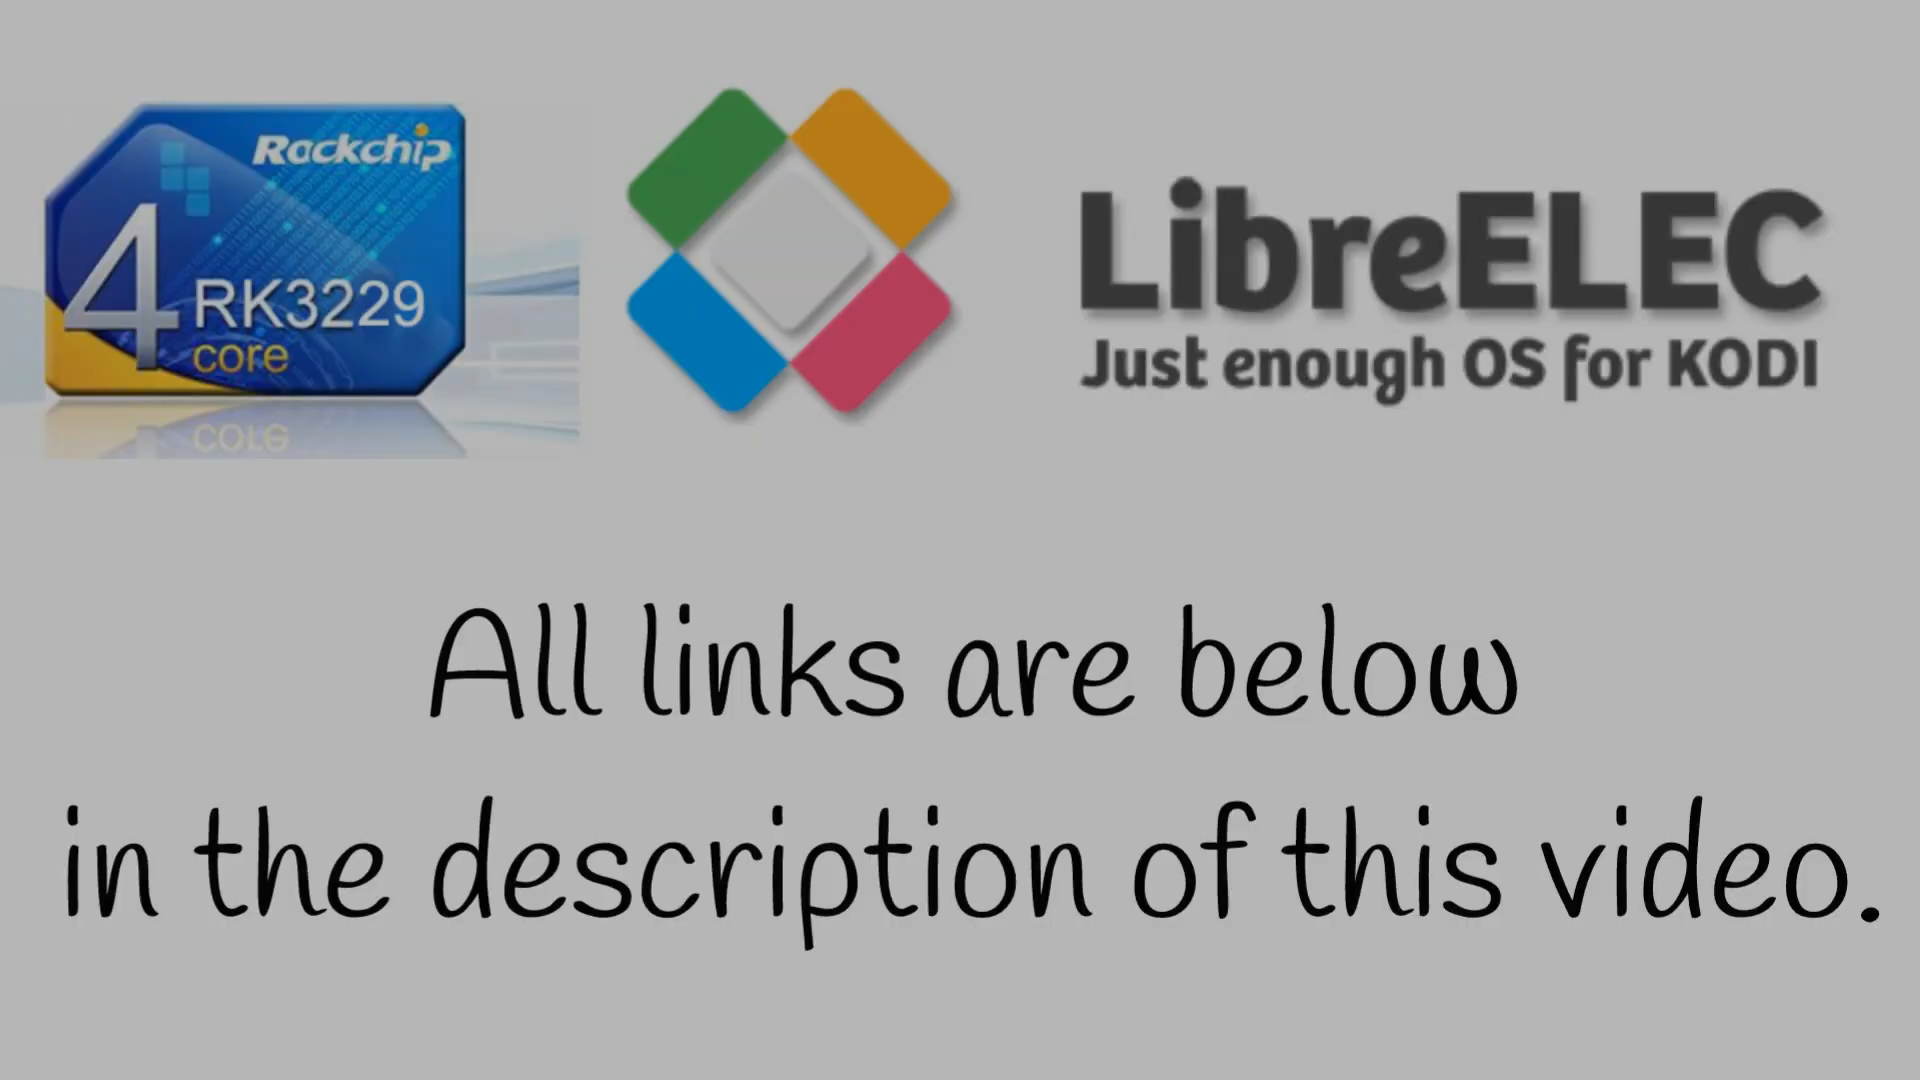 Rockchip
4 RK3229
core
LibreELEC
Just enough OS for KODI
All links are below
in the description of this video.